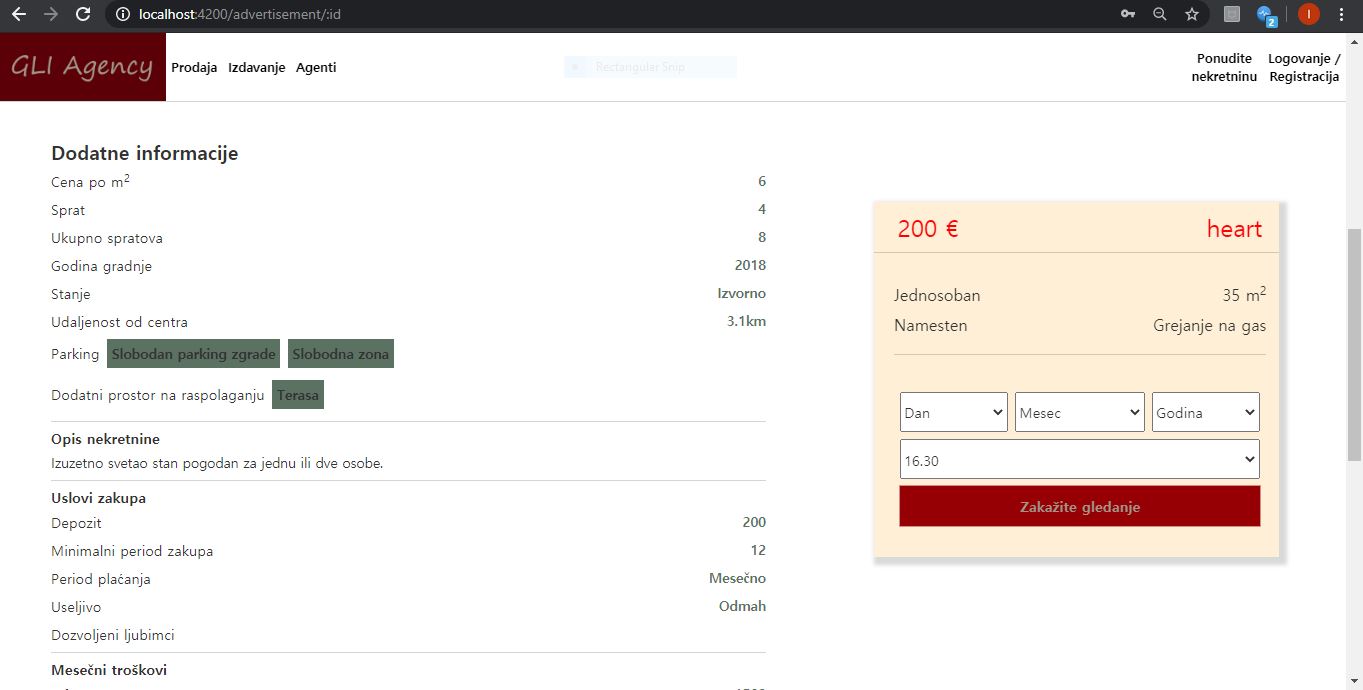 localhost:4200/advertisement/:id
2
I
GLI Agency
Prodaja Izdavanje Agenti
Rectangular Snip
Ponudite nekretninu
Logovanje / Registracija
Dodatne informacije
Cena po m² 6
Sprat 4
Ukupno spratova 8
Godina gradnje 2018
Stanje Izvorno
Udaljenost od centra 3.1km
Parking Slobodan parking zgrade Slobodna zona
Dodatni prostor na raspolaganju Terasa
Opis nekretnine
Izuzetno svetao stan pogodan za jednu ili dve osobe.
Uslovi zakupa
Depozit 200
Minimalni period zakupa 12
Period plaćanja Mesečno
Useljivo Odmah
Dozvoljeni ljubimci
Mesečni troškovi
200 € heart
Jednosoban 35 m²
Namesten Grejanje na gas
Dan Mesec Godina
16.30
Zakažite gledanje